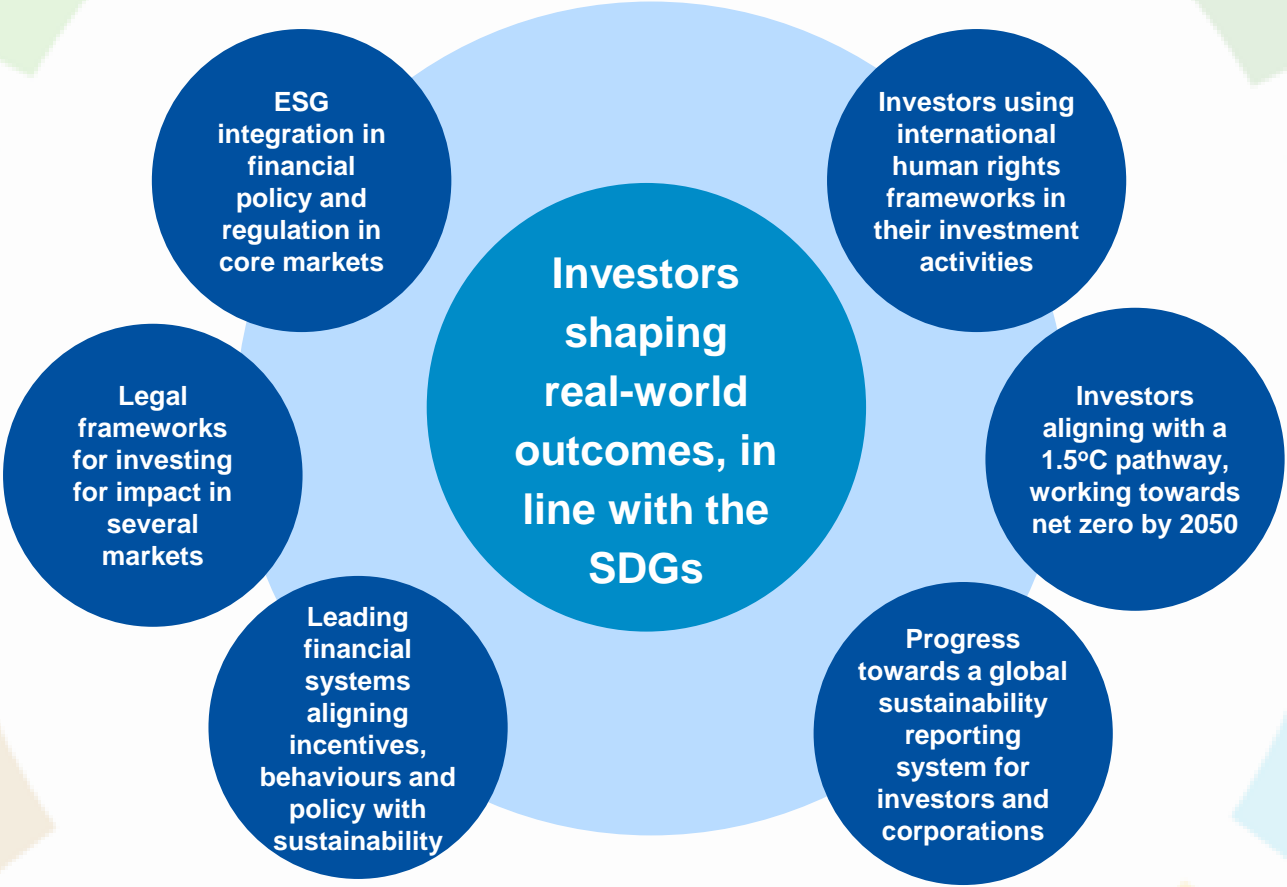 ESG
integration in
financial
policy and
regulation in
core markets
Investors using
international
human rights
frameworks in
their investment
activities
Investors
shaping
real-world
outcomes, in
line with the
SDGs
Legal
frameworks
for investing
for impact in
several
markets
Investors
aligning with a
1.5ºC pathway,
working towards
net zero by 2050
Leading
financial
systems
aligning
incentives,
behaviours and
policy with
sustainability
Progress
towards a global
sustainability
reporting
system for
investors and
corporations